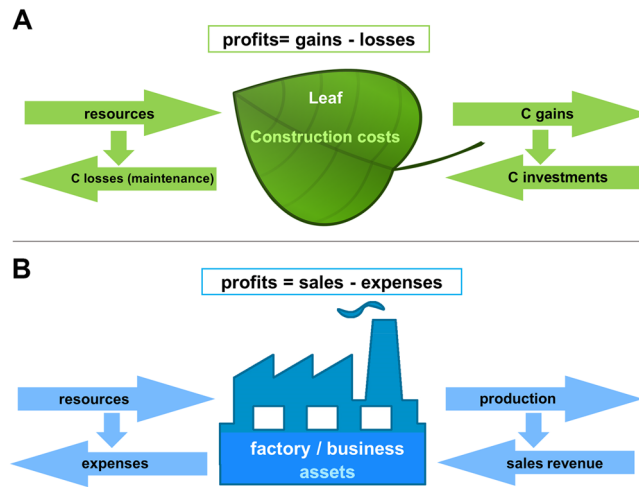 A
profits= gains - losses
Leaf
resources
C gains
Construction costs
C losses (maintenance)
C investments
B
profits = sales - expenses
resources
production
factory / business
assets
expenses
sales revenue